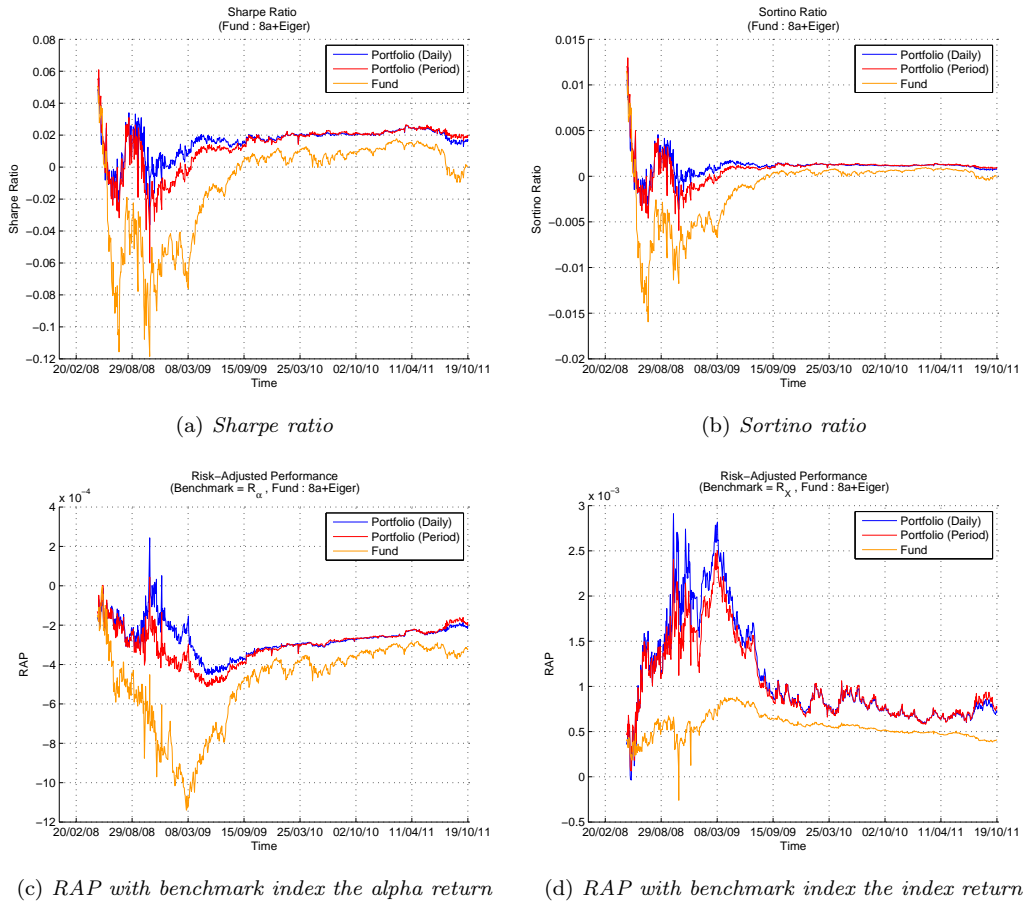 Sharpe Ratio
(Fund : 8a+Eiger)
0.08
0.06
0.04
0.02
0
−0.02
−0.04
−0.06
−0.08
−0.1
−0.12
Sharpe Ratio
Portfolio (Daily)
Portfolio (Period)
Fund
20/02/08 29/08/08 08/03/09 15/09/09 25/03/10 02/10/10 11/04/11 19/10/11
Time
(a) Sharpe ratio
Sortino Ratio
(Fund : 8a+Eiger)
0.015
0.01
0.005
0
−0.005
−0.01
−0.015
−0.02
Sortino Ratio
Portfolio (Daily)
Portfolio (Period)
Fund
20/02/08 29/08/08 08/03/09 15/09/09 25/03/10 02/10/10 11/04/11 19/10/11
Time
(b) Sortino ratio
Risk−Adjusted Performance
(Benchmark = R_α , Fund : 8a+Eiger)
x 10^−4
4
2
0
−2
−4
−6
−8
−10
−12
RAP
Portfolio (Daily)
Portfolio (Period)
Fund
20/02/08 29/08/08 08/03/09 15/09/09 25/03/10 02/10/10 11/04/11 19/10/11
Time
(c) RAP with benchmark index the alpha return
Risk−Adjusted Performance
(Benchmark = R_X , Fund : 8a+Eiger)
x 10^−3
3
2.5
2
1.5
1
0.5
0
−0.5
RAP
Portfolio (Daily)
Portfolio (Period)
Fund
20/02/08 29/08/08 08/03/09 15/09/09 25/03/10 02/10/10 11/04/11 19/10/11
Time
(d) RAP with benchmark index the index return